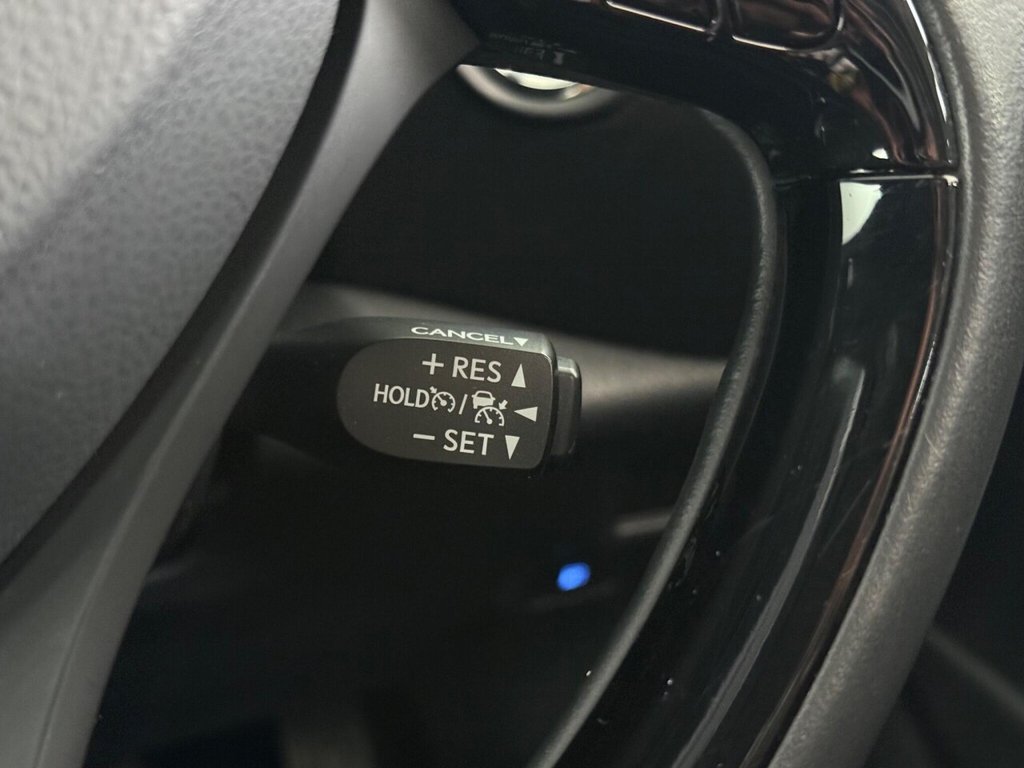 CANCEL▼
+ RES ▲
HOLD / ◀
− SET ▼